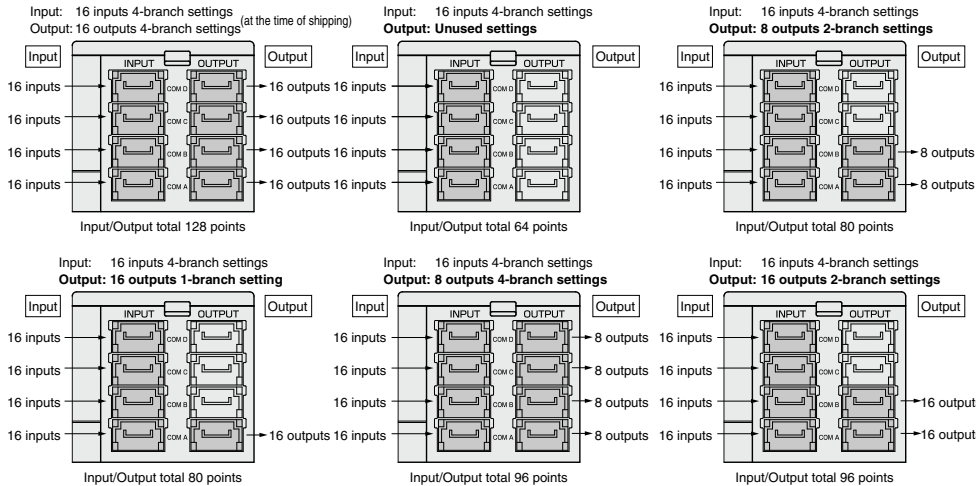 Input: 16 inputs 4-branch settings
Output: 16 outputs 4-branch settings (at the time of shipping)
Input
Output
INPUT
OUTPUT
COM D
COM C
COM B
COM A
16 inputs
16 inputs
16 inputs
16 inputs
16 outputs
16 outputs
16 outputs
16 outputs
Input/Output total 128 points
Input: 16 inputs 4-branch settings
Output: Unused settings
Input
Output
INPUT
OUTPUT
COM D
COM C
COM B
COM A
16 inputs
16 inputs
16 inputs
16 inputs
Input/Output total 64 points
Input: 16 inputs 4-branch settings
Output: 8 outputs 2-branch settings
Input
Output
INPUT
OUTPUT
COM D
COM C
COM B
COM A
16 inputs
16 inputs
16 inputs
16 inputs
8 outputs
8 outputs
Input/Output total 80 points
Input: 16 inputs 4-branch settings
Output: 16 outputs 1-branch setting
Input
Output
INPUT
OUTPUT
COM D
COM C
COM B
COM A
16 inputs
16 inputs
16 inputs
16 inputs
16 outputs
Input/Output total 80 points
Input: 16 inputs 4-branch settings
Output: 8 outputs 4-branch settings
Input
Output
INPUT
OUTPUT
COM D
COM C
COM B
COM A
16 inputs
16 inputs
16 inputs
16 inputs
8 outputs
8 outputs
8 outputs
8 outputs
Input/Output total 96 points
Input: 16 inputs 4-branch settings
Output: 16 outputs 2-branch settings
Input
Output
INPUT
OUTPUT
COM D
COM C
COM B
COM A
16 inputs
16 inputs
16 inputs
16 inputs
16 output
16 output
Input/Output total 96 points